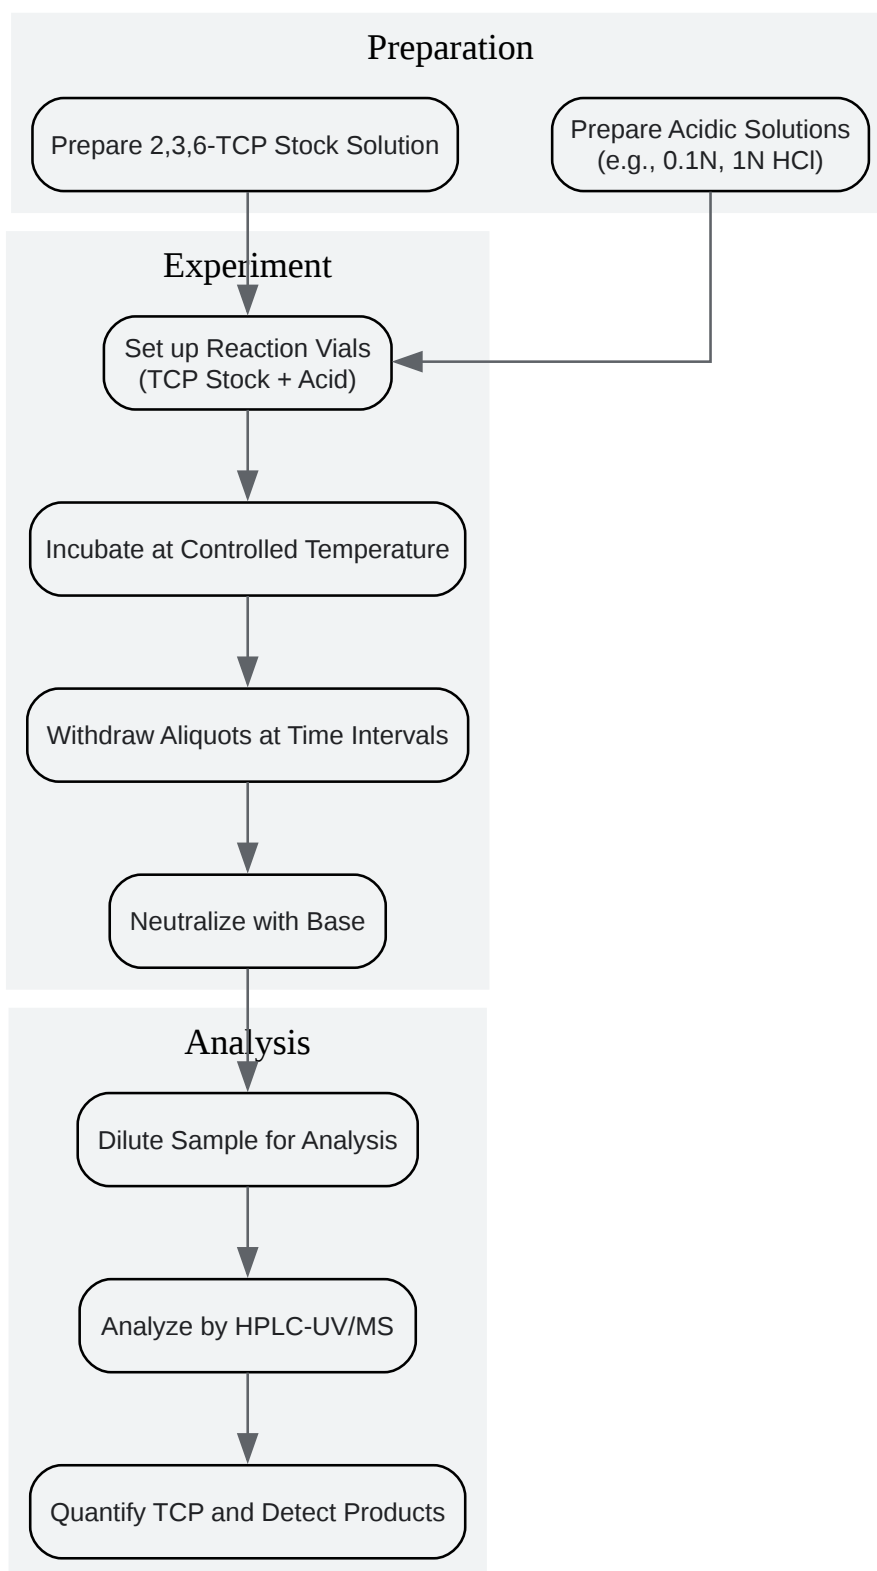 Preparation
Prepare 2,3,6-TCP Stock Solution
Prepare Acidic Solutions
(e.g., 0.1N, 1N HCl)
Experiment
Set up Reaction Vials
(TCP Stock + Acid)
Incubate at Controlled Temperature
Withdraw Aliquots at Time Intervals
Neutralize with Base
Analysis
Dilute Sample for Analysis
Analyze by HPLC-UV/MS
Quantify TCP and Detect Products